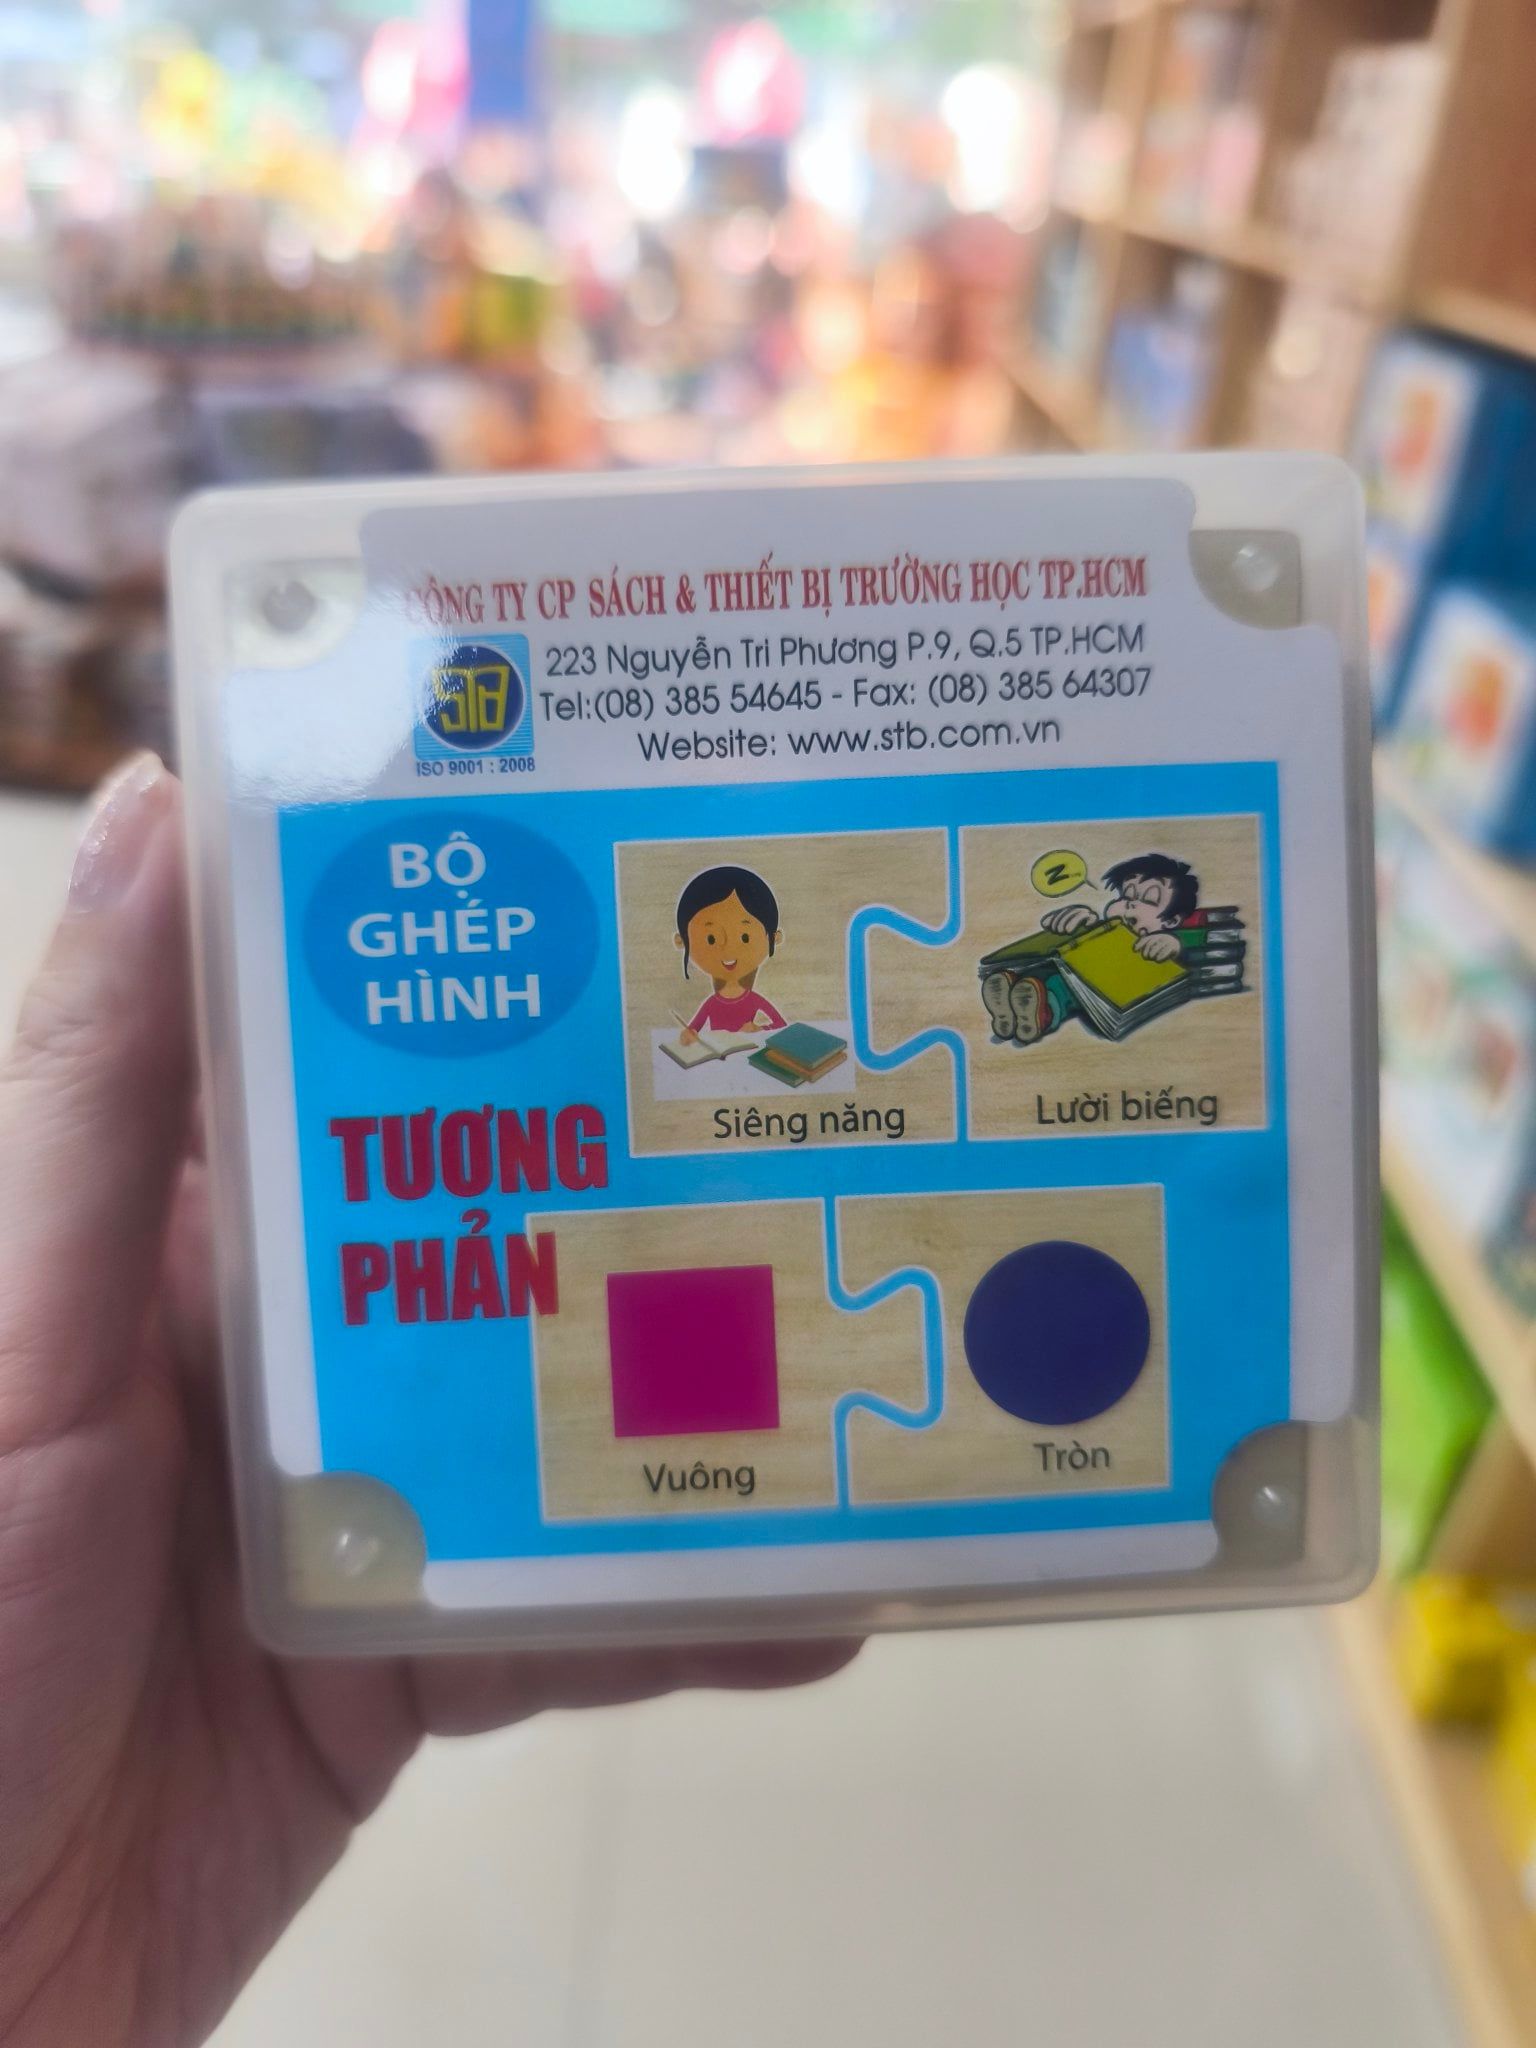 CÔNG TY CP SÁCH & THIẾT BỊ TRƯỜNG HỌC TP.HCM
223 Nguyễn Tri Phương P.9, Q.5 TP.HCM
Tel:(08) 385 54645 - Fax: (08) 385 64307
Website: www.stb.com.vn
STB
ISO 9001 : 2008
BỘ
GHÉP
HÌNH
TƯƠNG
PHẢN
Z
Siêng năng
Lười biếng
Vuông
Tròn